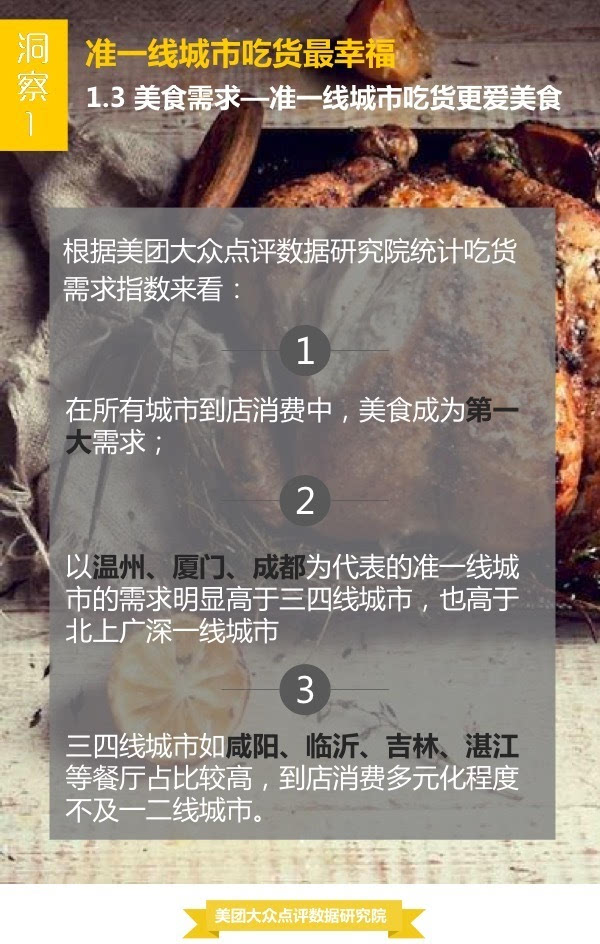 洞察1
准一线城市吃货最幸福
1.3 美食需求—准一线城市吃货更爱美食
根据美团大众点评数据研究院统计吃货
需求指数来看：
1
在所有城市到店消费中，美食成为第一
大需求；
2
以温州、厦门、成都为代表的准一线城
市的需求明显高于三四线城市，也高于
北上广深一线城市
3
三四线城市如咸阳、临沂、吉林、湛江
等餐厅占比较高，到店消费多元化程度
不及一二线城市。
美团大众点评数据研究院